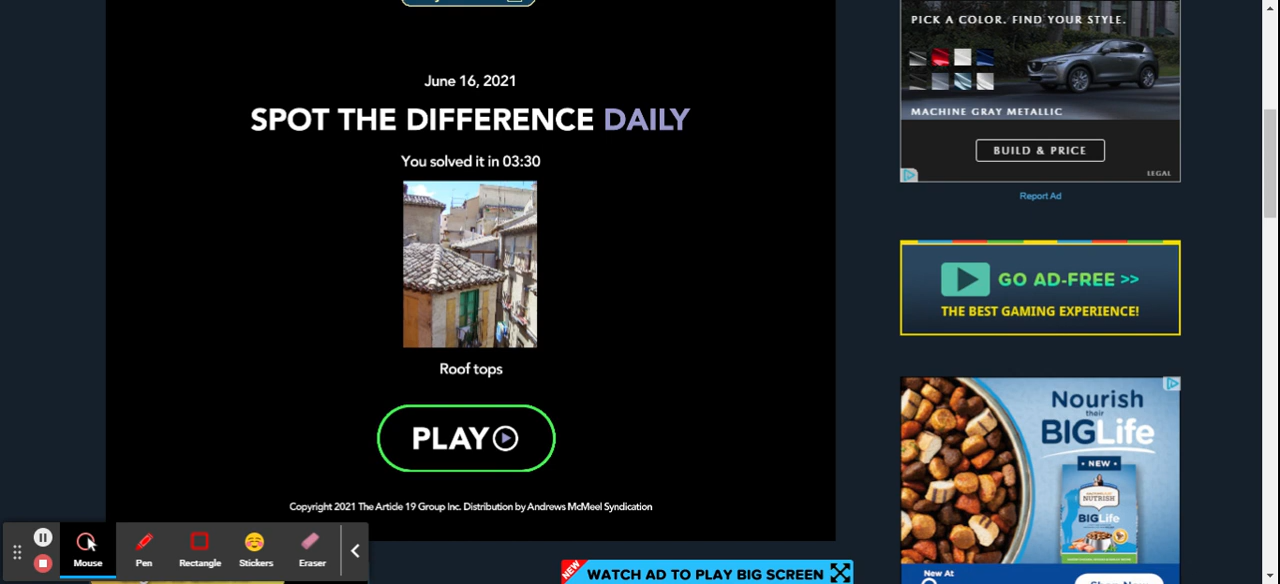 June 16, 2021
SPOT THE DIFFERENCE DAILY
You solved it in 03:30
Roof tops
PLAY
Copyright 2021 The Article 19 Group Inc. Distribution by Andrews McMeel Syndication
Mouse
Pen
Rectangle
Stickers
Eraser
NEW
WATCH AD TO PLAY BIG SCREEN
PICK A COLOR. FIND YOUR STYLE.
MACHINE GRAY METALLIC
BUILD & PRICE
LEGAL
Report Ad
GO AD-FREE >>
THE BEST GAMING EXPERIENCE!
Nourish
their
BIGLife
• NEW •
NUTRISH
BIGLife
New At